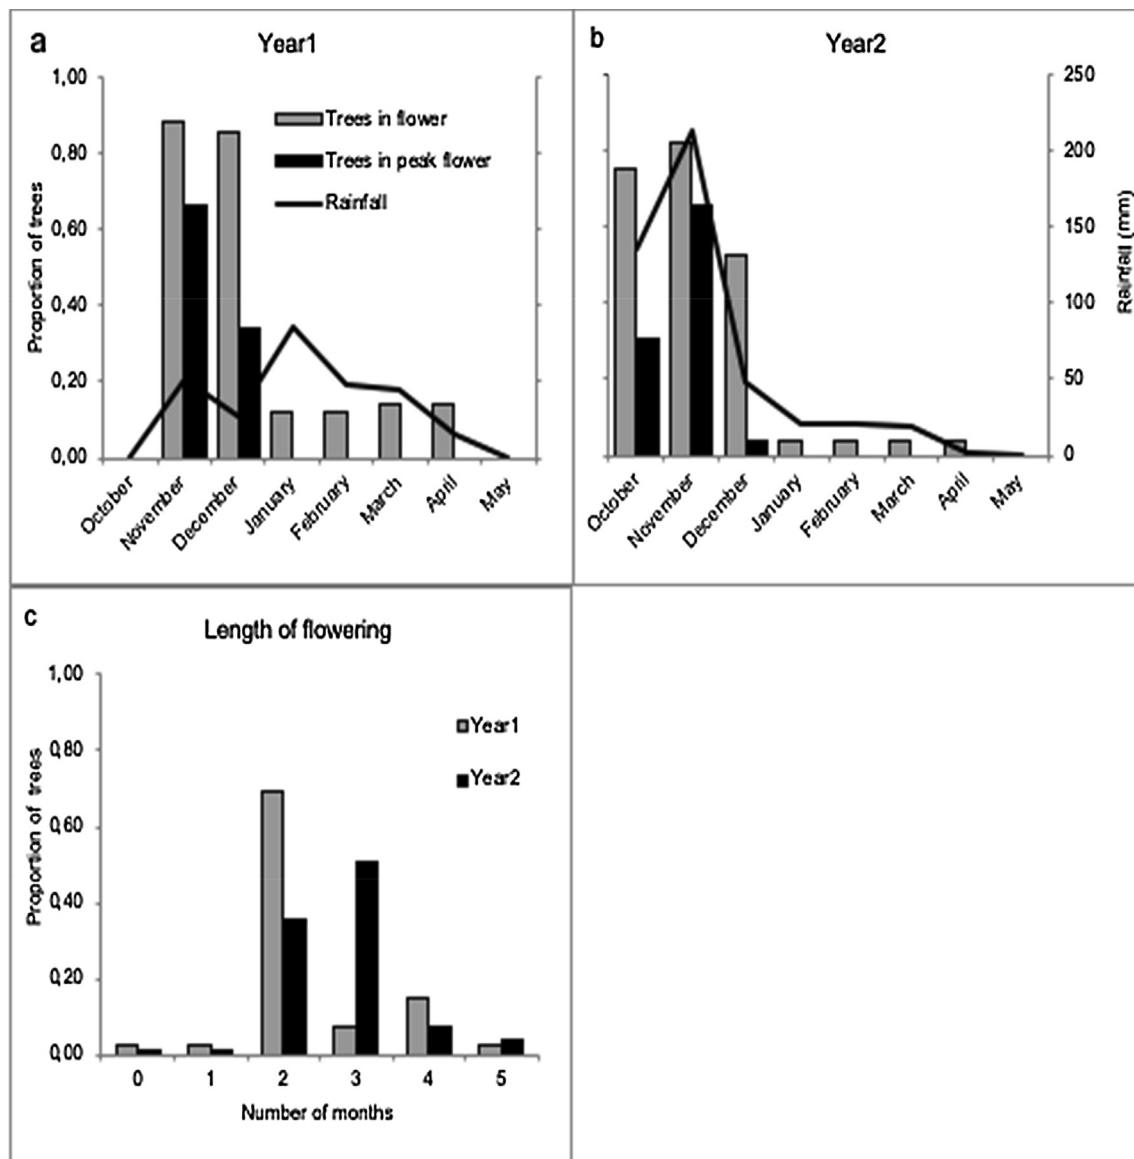 a
Year1
1,00
0,80
0,60
0,40
0,20
0,00
Proportion of trees
Trees in flower
Trees in peak flower
Rainfall
October
November
December
January
February
March
April
May
b
Year2
250
200
150
100
50
0
Rainfall (mm)
October
November
December
January
February
March
April
May
c
Length of flowering
1,00
0,80
0,60
0,40
0,20
0,00
Proportion of trees
Year1
Year2
0 1 2 3 4 5
Number of months